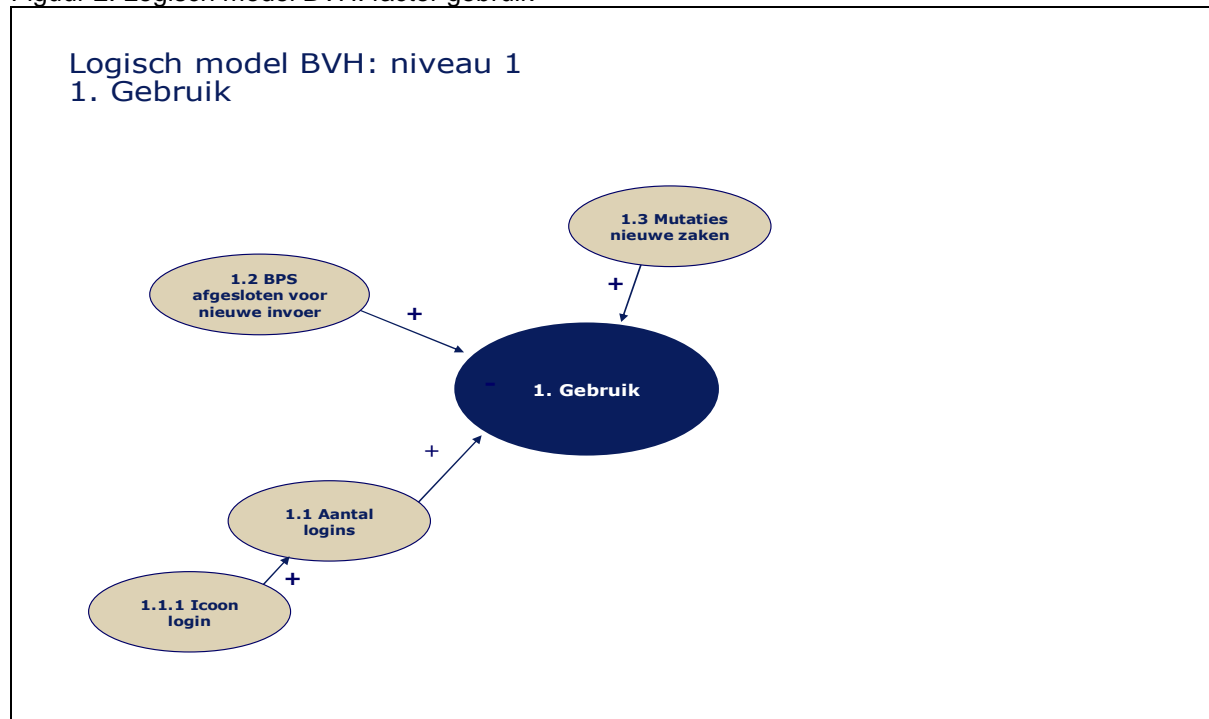 Logisch model BVH: niveau 1
1. Gebruik
1.3 Mutaties
nieuwe zaken
+
1.2 BPS
afgesloten voor
nieuwe invoer
+
-
1. Gebruik
+
1.1 Aantal
logins
+
1.1.1 Icoon
login